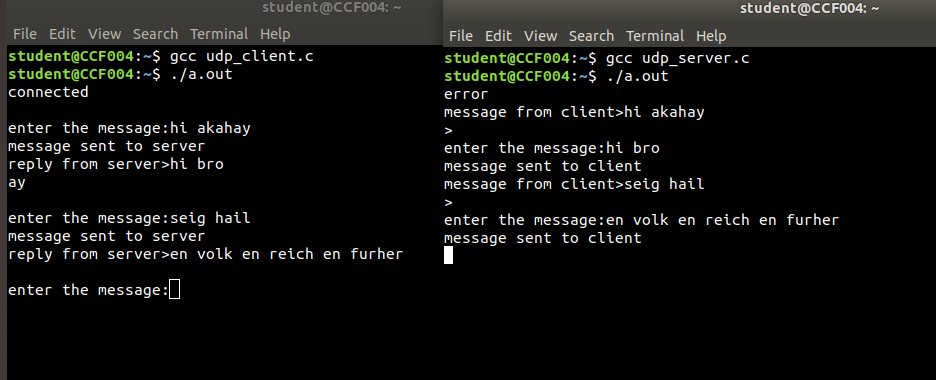 student@CCF004: ~
File Edit View Search Terminal Help
student@CCF004:~$ gcc udp_client.c
student@CCF004:~$ ./a.out
connected
enter the message:hi akahay
message sent to server
reply from server>hi bro
ay
enter the message:seig hail
message sent to server
reply from server>en volk en reich en furher
enter the message:
student@CCF004: ~
File Edit View Search Terminal Help
student@CCF004:~$ gcc udp_server.c
student@CCF004:~$ ./a.out
error
message from client>hi akahay
>
enter the message:hi bro
message sent to client
message from client>seig hail
>
enter the message:en volk en reich en furher
message sent to client